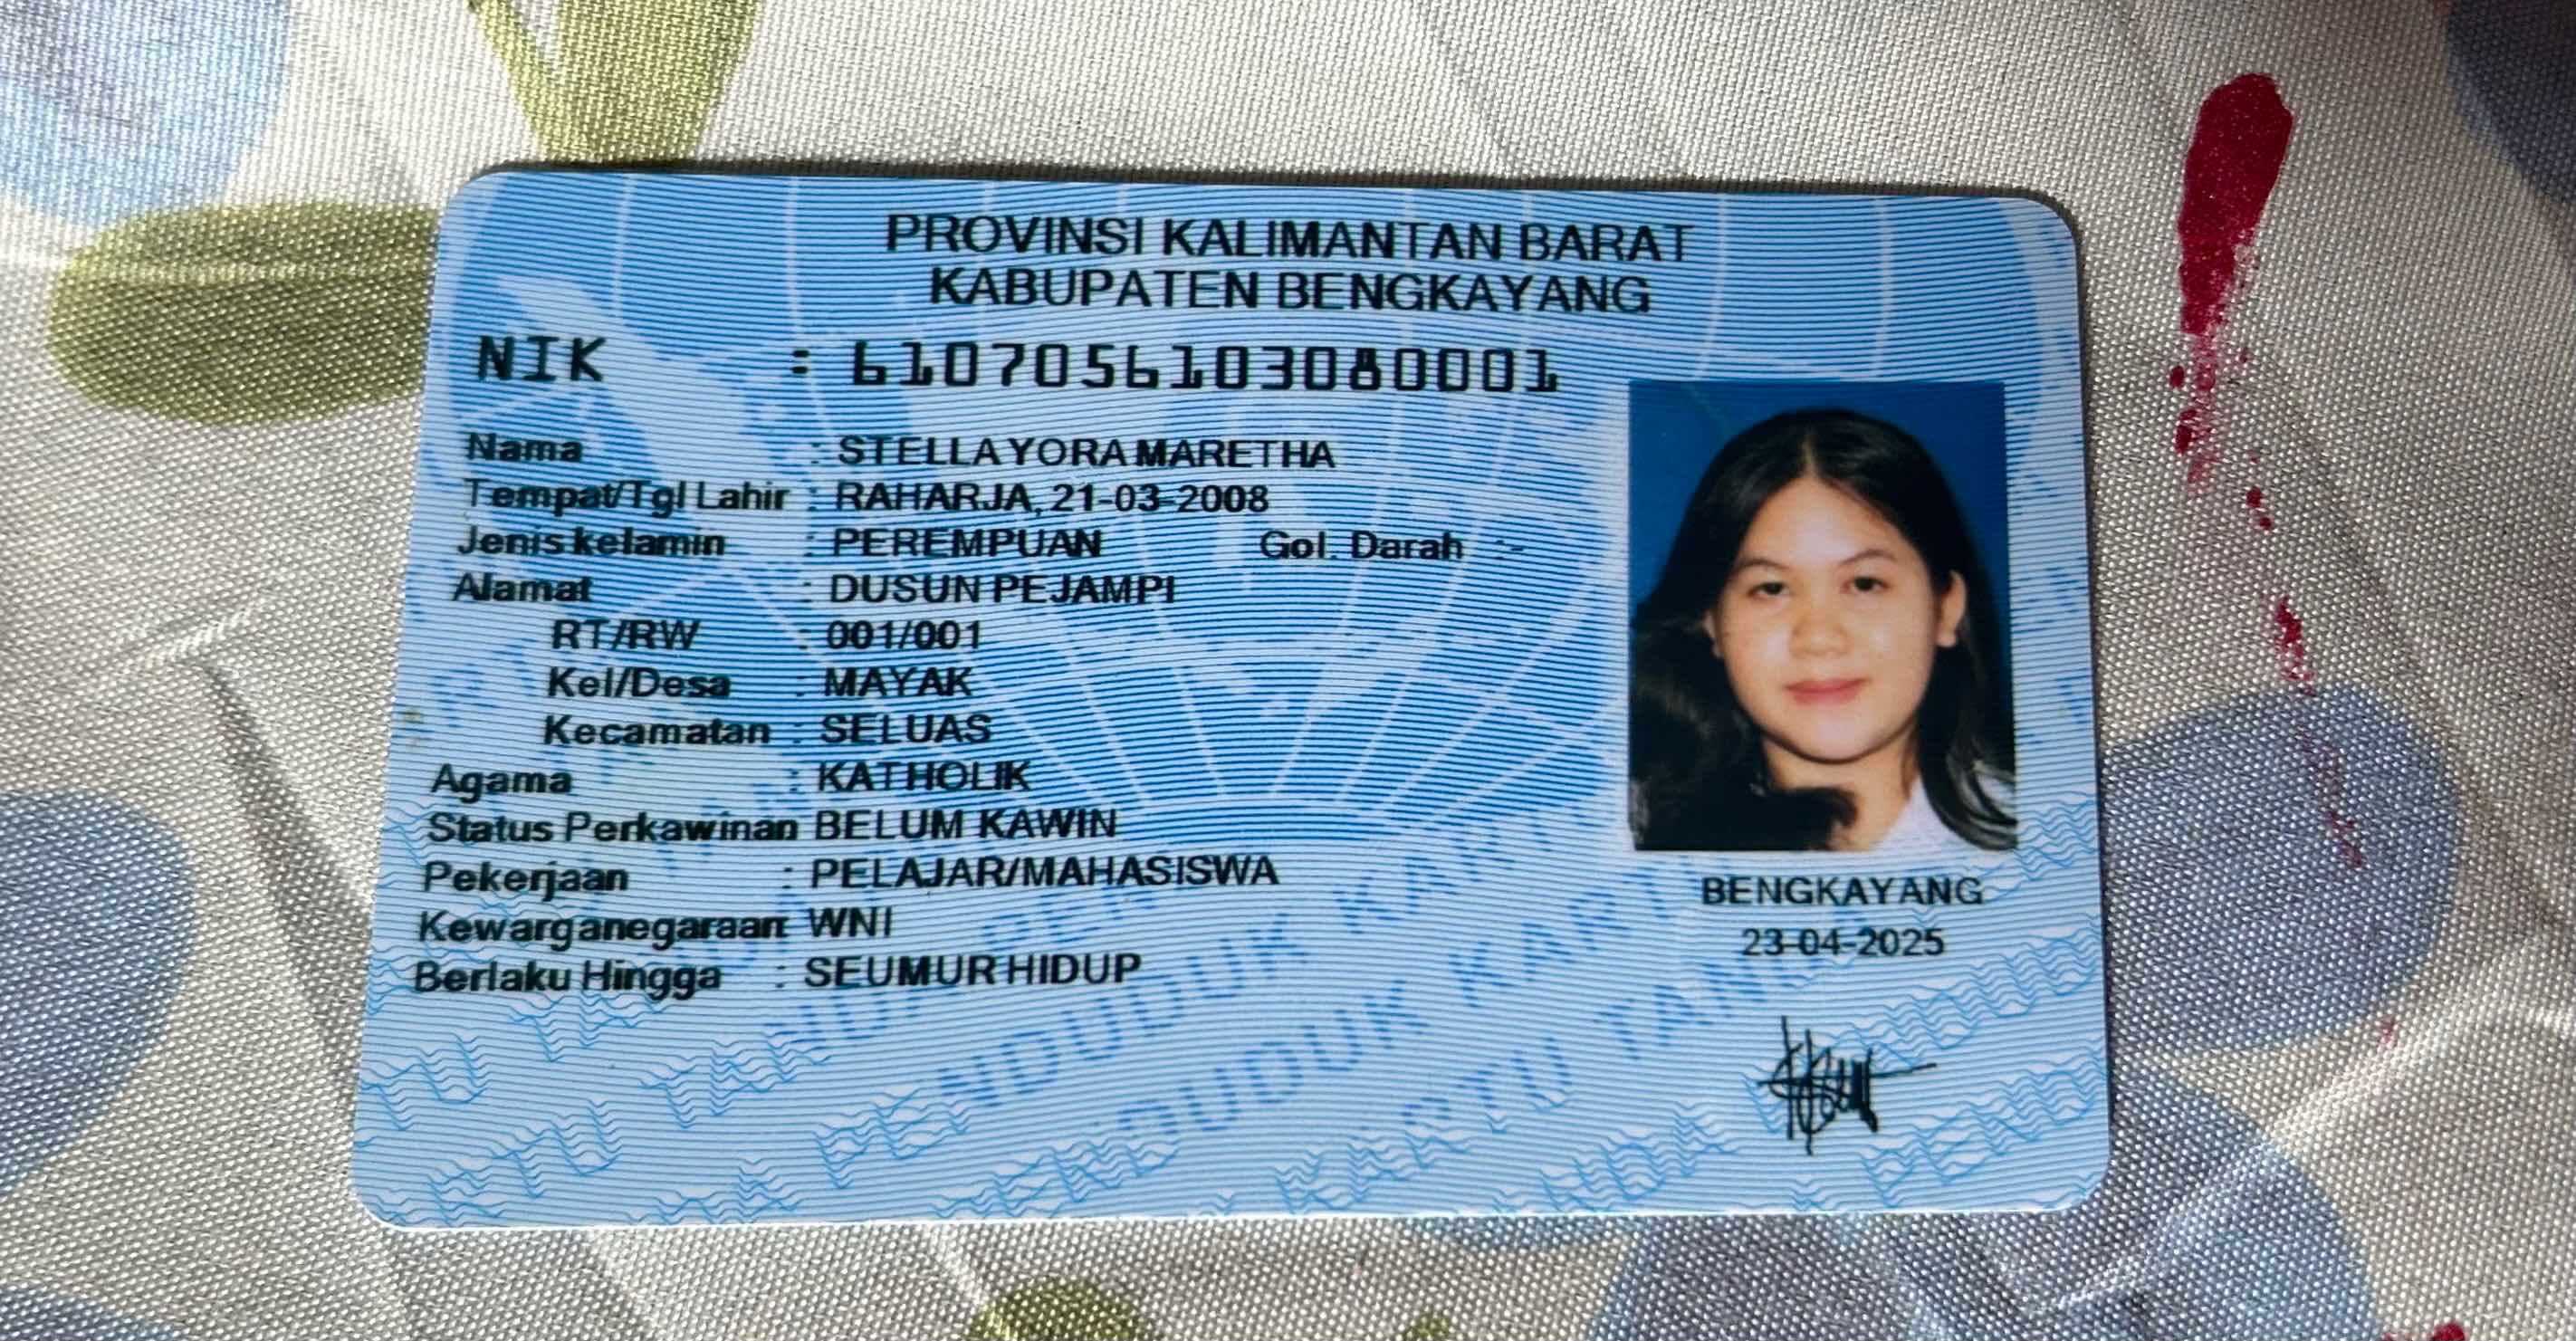 PROVINSI KALIMANTAN BARAT
KABUPATEN BENGKAYANG
NIK : 6107056103080001
Nama : STELLA YORA MARETHA
Tempat/Tgl Lahir : RAHARJA, 21-03-2008
Jenis kelamin : PEREMPUAN Gol. Darah :-
Alamat : DUSUN PEJAMPI
RT/RW : 001/001
Kel/Desa : MAYAK
Kecamatan : SELUAS
Agama : KATHOLIK
Status Perkawinan BELUM KAWIN
Pekerjaan : PELAJAR/MAHASISWA
Kewarganegaraan: WNI
Berlaku Hingga : SEUMUR HIDUP
BENGKAYANG
23-04-2025